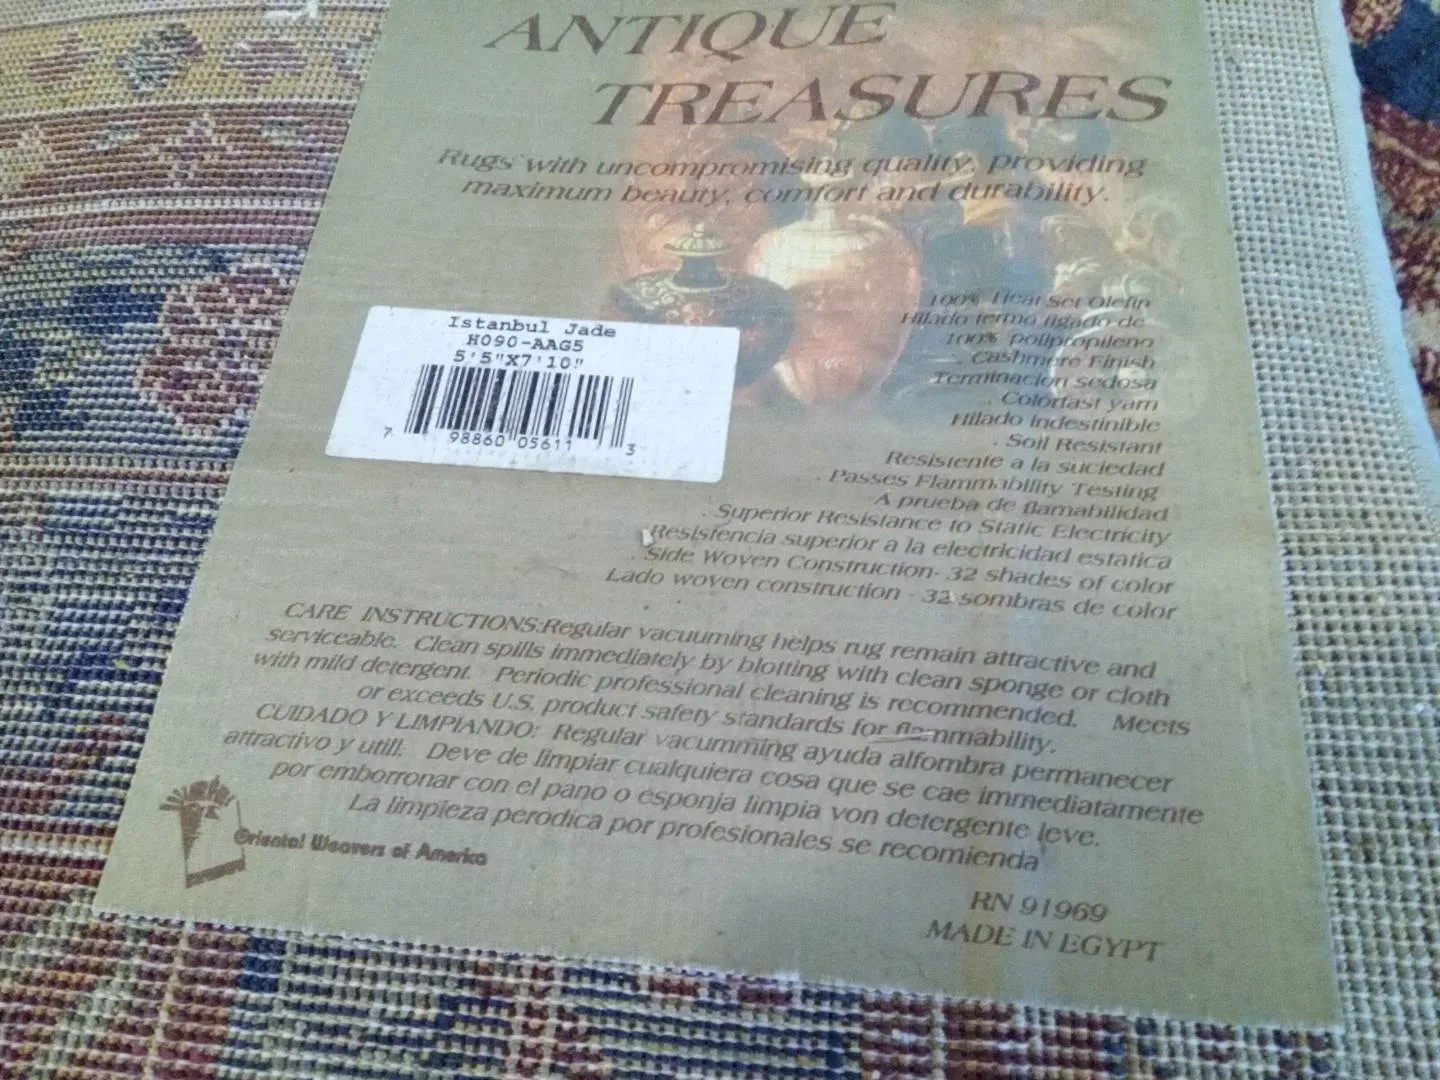 ANTIQUE
TREASURES
Rugs with uncompromising quality, providing
maximum beauty, comfort and durability.
Istanbul Jade
H090-AAG5
5'5"X7'10"
7 98860 05611 3
100% Heat Set Olefin
Hilado termo figado de
100% polipropileno
. Cashmere Finish
Terminacion sedosa
. Colorfast yarn
Hilado indestinible
. Soil Resistant
Resistente a la suciedad
. Passes Flammability Testing
A prueba de flamabilidad
. Superior Resistance to Static Electricity
Resistencia superior a la electricidad estatica
. Side Woven Construction- 32 shades of color
Lado woven construction - 32 sombras de color
CARE INSTRUCTIONS:Regular vacuuming helps rug remain attractive and
serviceable. Clean spills immediately by blotting with clean sponge or cloth
with mild detergent. Periodic professional cleaning is recommended. Meets
or exceeds U.S. product safety standards for flammability.
CUIDADO Y LIMPIANDO: Regular vacumming ayuda alfombra permanecer
attractivo y utill. Deve de limpiar cualquiera cosa que se cae immediatamente
por emborronar con el pano o esponja limpia von detergente leve.
La limpieza perodica por profesionales se recomienda
Oriental Weavers of America
RN 91969
MADE IN EGYPT